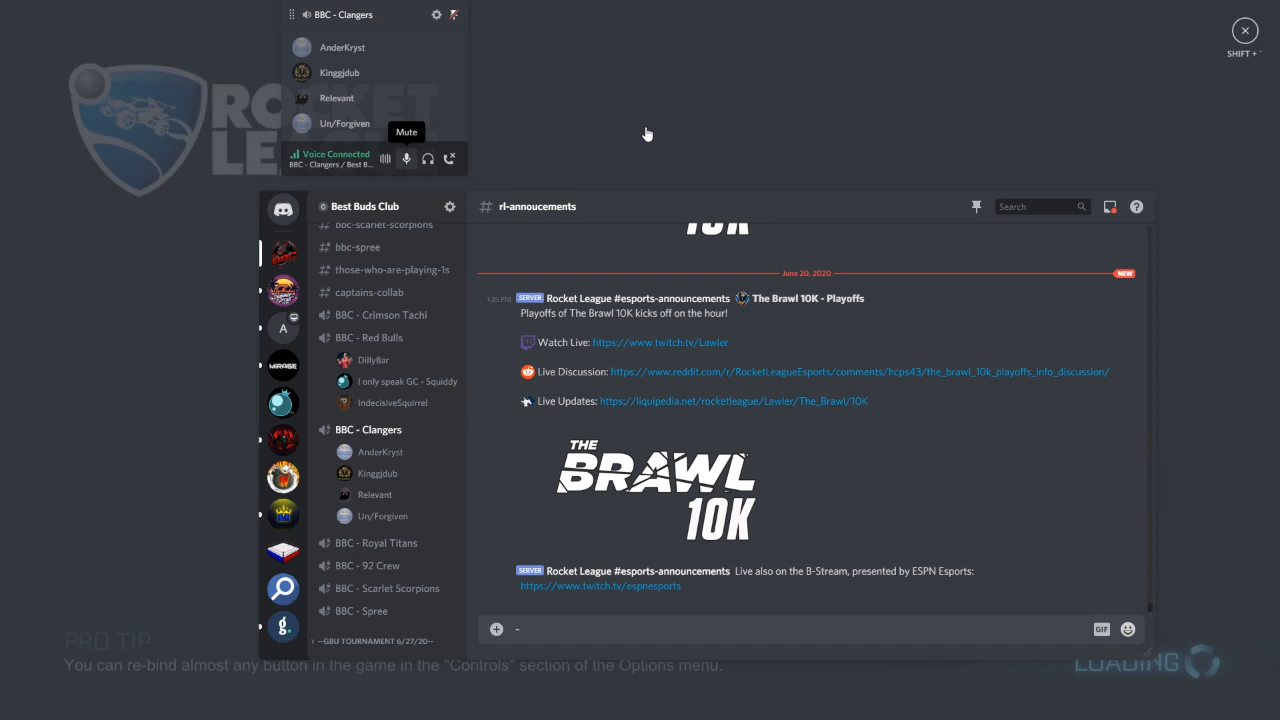 BBC - Clangers
AnderKryst
Kinggjdub
Relevant
Un/Forgiven
Mute
Voice Connected
BBC - Clangers / Best B...
SHIFT + `
ROCKET
LEAGUE
Best Buds Club
bbc-scarlet-scorpions
bbc-spree
those-who-are-playing-1s
captains-collab
BBC - Crimson Tachi
BBC - Red Bulls
DillyBar
I only speak GC - Squiddy
IndecisiveSquirrel
BBC - Clangers
AnderKryst
Kinggjdub
Relevant
Un/Forgiven
BBC - Royal Titans
BBC - 92 Crew
BBC - Scarlet Scorpions
BBC - Spree
--GBU TOURNAMENT 6/27/20--
A
MIRAGE
g.
# rl-annoucements
Search
10K
June 20, 2020
NEW
1:35 PM SERVER Rocket League #esports-announcements The Brawl 10K - Playoffs
Playoffs of The Brawl 10K kicks off on the hour!
Watch Live: https://www.twitch.tv/Lawler
Live Discussion: https://www.reddit.com/r/RocketLeagueEsports/comments/hcps43/the_brawl_10k_playoffs_info_discussion/
Live Updates: https://liquipedia.net/rocketleague/Lawler/The_Brawl/10K
THE
BRAWL
10K
SERVER Rocket League #esports-announcements Live also on the B-Stream, presented by ESPN Esports:
https://www.twitch.tv/espnesports
-
GIF
PRO TIP
You can re-bind almost any button in the game in the "Controls" section of the Options menu.
LOADING